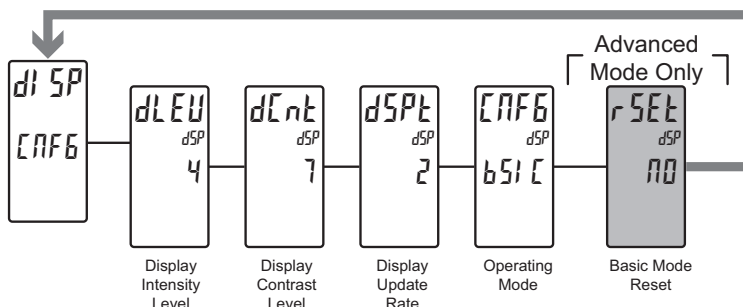 Advanced
Mode Only
dISP
CNFG
dLEV
dSP
4
Display
Intensity
Level
dCnt
dSP
7
Display
Contrast
Level
dSPt
dSP
2
Display
Update
Rate
CNFG
dSP
bSIC
Operating
Mode
rSEt
dSP
NO
Basic Mode
Reset